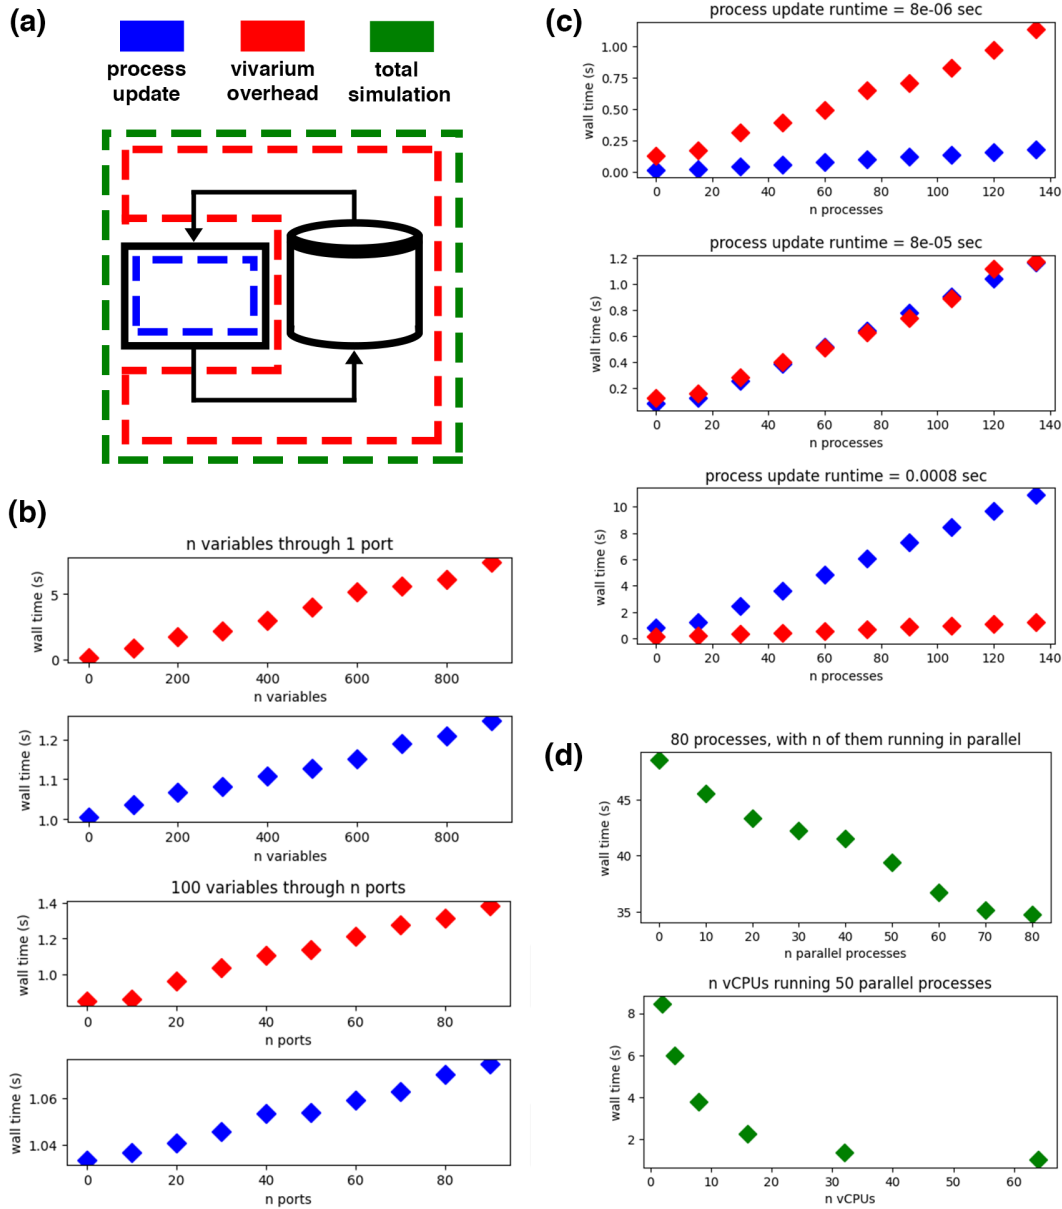 (a)
process
update
vivarium
overhead
total
simulation
(b)
n variables through 1 port
wall time (s)
5
0
0 200 400 600 800
n variables
wall time (s)
1.2
1.1
1.0
0 200 400 600 800
n variables
100 variables through n ports
wall time (s)
1.4
1.2
1.0
0 20 40 60 80
n ports
wall time (s)
1.06
1.04
0 20 40 60 80
n ports
(c)
process update runtime = 8e-06 sec
wall time (s)
1.00
0.75
0.50
0.25
0.00
0 20 40 60 80 100 120 140
n processes
process update runtime = 8e-05 sec
wall time (s)
1.2
1.0
0.8
0.6
0.4
0.2
0 20 40 60 80 100 120 140
n processes
process update runtime = 0.0008 sec
wall time (s)
10
8
6
4
2
0
0 20 40 60 80 100 120 140
n processes
(d)
80 processes, with n of them running in parallel
wall time (s)
45
40
35
0 10 20 30 40 50 60 70 80
n parallel processes
n vCPUs running 50 parallel processes
wall time (s)
8
6
4
2
0 10 20 30 40 50 60
n vCPUs